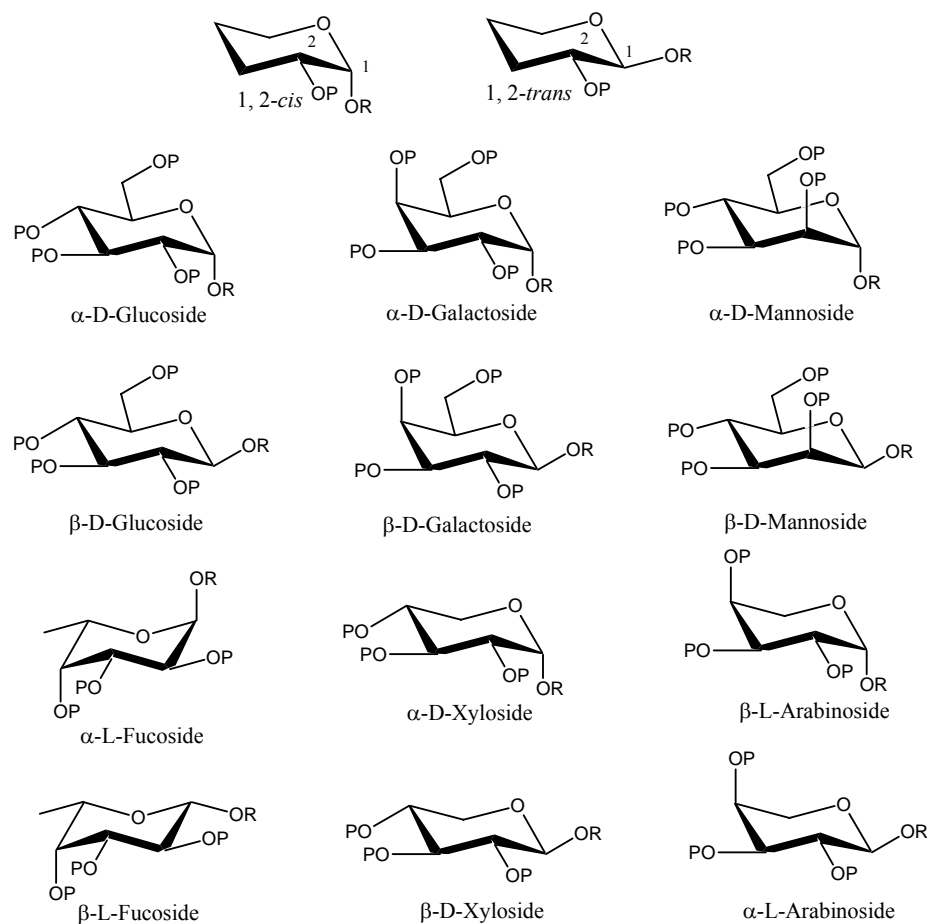 O
2
1
OP
OR
1, 2-cis
O
2
1
OR
OP
1, 2-trans
OP
O
PO
PO
OP
OR
α-D-Glucoside
OP
OP
O
PO
OP
OR
α-D-Galactoside
OP
OP
O
PO
PO
OR
α-D-Mannoside
OP
O
PO
PO
OR
OP
β-D-Glucoside
OP
OP
O
PO
OR
OP
β-D-Galactoside
OP
OP
O
PO
PO
OR
β-D-Mannoside
OR
O
OP
PO
OP
α-L-Fucoside
O
PO
PO
OP
OR
α-D-Xyloside
OP
O
PO
OP
OR
β-L-Arabinoside
O
OR
OP
PO
OP
β-L-Fucoside
O
PO
PO
OR
OP
β-D-Xyloside
OP
O
OR
PO
OP
α-L-Arabinoside